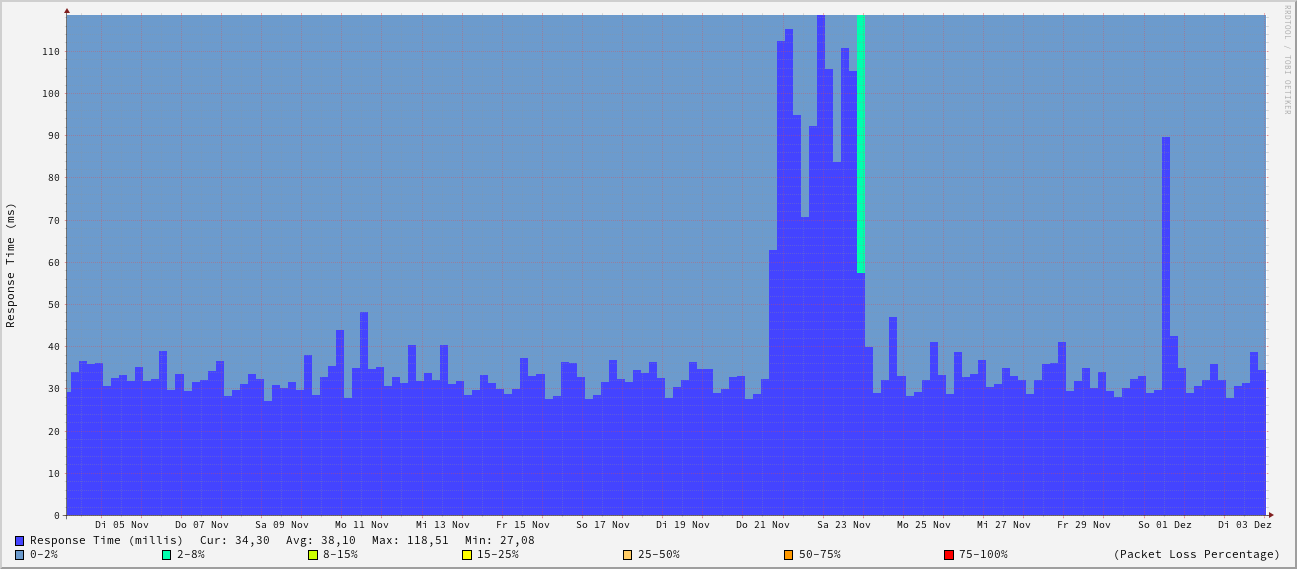 RRDTOOL / TOBI OETIKER
Response Time (ms)
110
100
90
80
70
60
50
40
30
20
10
0
Di 05 Nov Do 07 Nov Sa 09 Nov Mo 11 Nov Mi 13 Nov Fr 15 Nov So 17 Nov Di 19 Nov Do 21 Nov Sa 23 Nov Mo 25 Nov Mi 27 Nov Fr 29 Nov So 01 Dez Di 03 Dez
Response Time (millis) Cur: 34,30 Avg: 38,10 Max: 118,51 Min: 27,08
0-2% 2-8% 8-15% 15-25% 25-50% 50-75% 75-100% (Packet Loss Percentage)